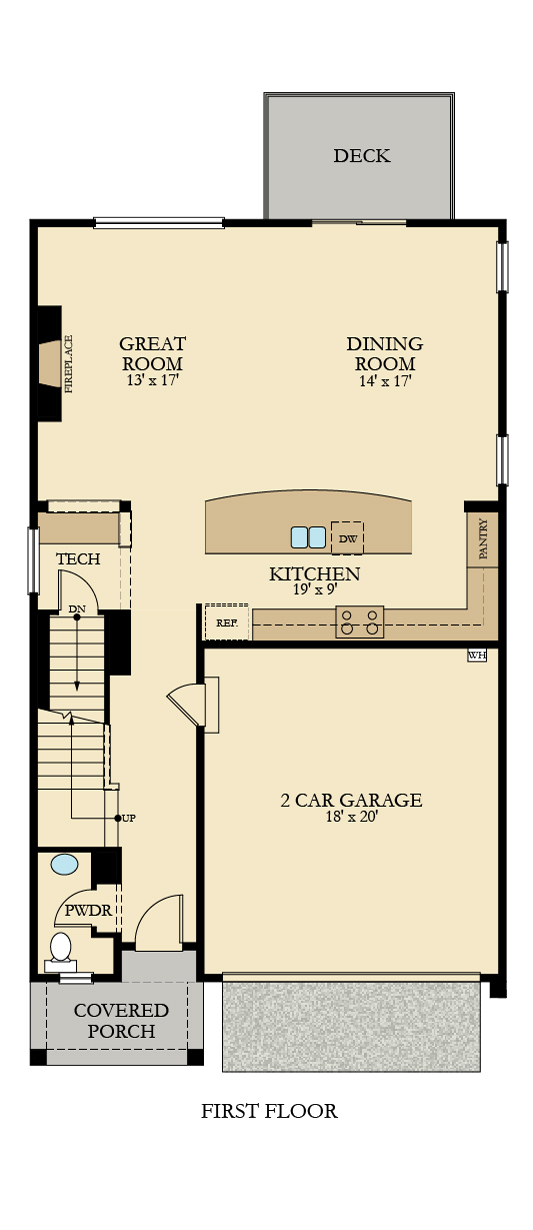 DECK
GREAT
ROOM
13' x 17'
DINING
ROOM
14' x 17'
FIREPLACE
TECH
DW
PANTRY
KITCHEN
19' x 9'
DN
REF.
WH
2 CAR GARAGE
18' x 20'
UP
PWDR
COVERED
PORCH
FIRST FLOOR